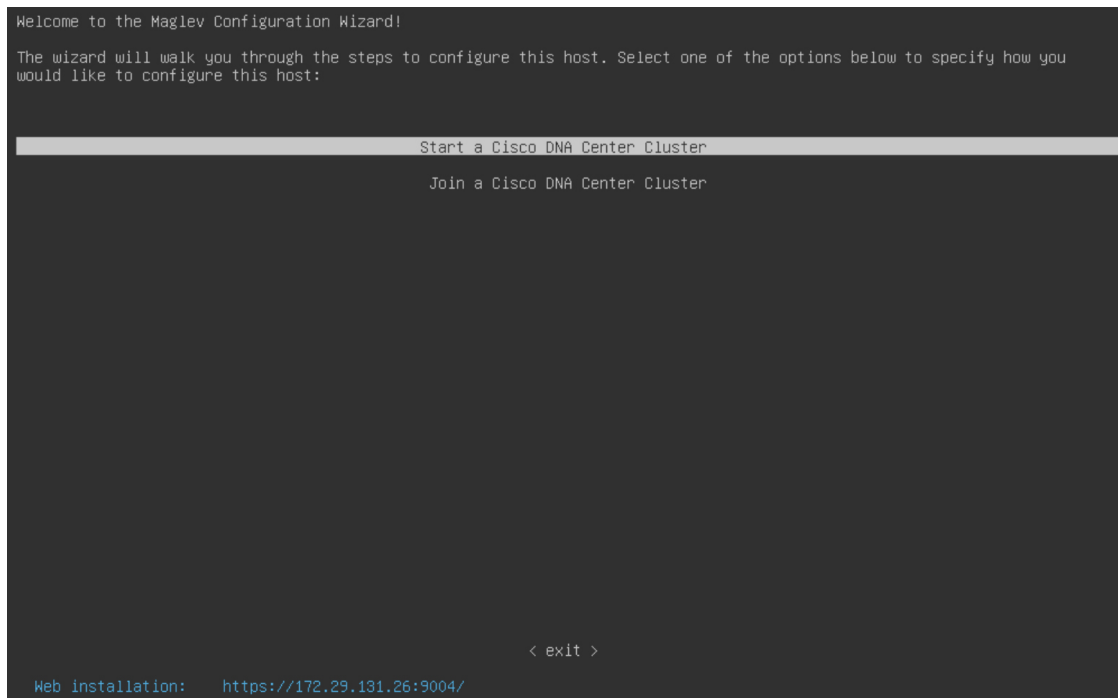 Welcome to the Maglev Configuration Wizard!
The wizard will walk you through the steps to configure this host. Select one of the options below to specify how you
would like to configure this host:
Start a Cisco DNA Center Cluster
Join a Cisco DNA Center Cluster
< exit >
Web installation: https://172.29.131.26:9004/